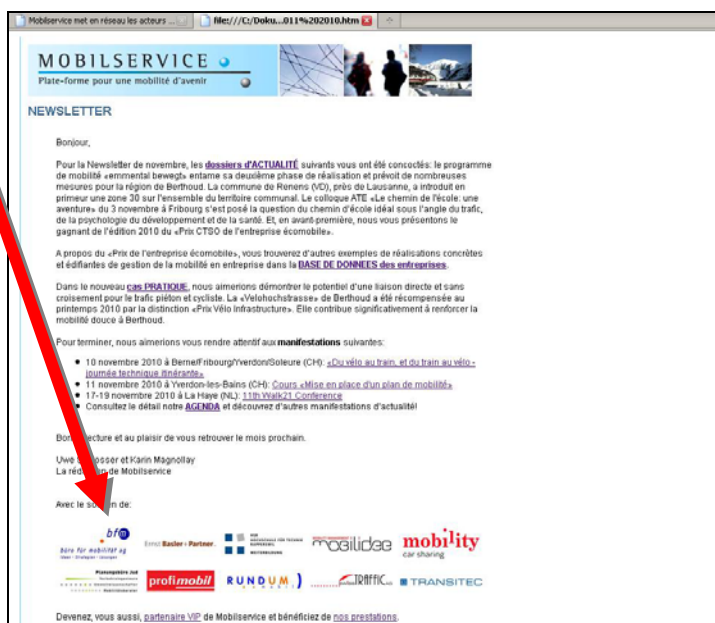 Mobilservice met en réseau les acteurs ...
file:///C:/Doku...011%202010.htm
MOBILSERVICE
Plate-forme pour une mobilité d'avenir
NEWSLETTER
Bonjour,
Pour la Newsletter de novembre, les dossiers d'ACTUALITÉ suivants vous ont été concoctés: le programme
de mobilité «emmental bewegt» entame sa deuxième phase de réalisation et prévoit de nombreuses
mesures pour la région de Berthoud. La commune de Renens (VD), près de Lausanne, a introduit en
primeur une zone 30 sur l'ensemble du territoire communal. Le colloque ATE «Le chemin de l'école: une
aventure» du 3 novembre à Fribourg s'est posé la question du chemin d'école idéal sous l'angle du trafic,
de la psychologie du développement et de la santé. Et, en avant-première, nous vous présentons le
gagnant de l'édition 2010 du «Prix CTSO de l'entreprise écomobile».
A propos du «Prix de l'entreprise écomobile», vous trouverez d'autres exemples de réalisations concrètes
et édifiantes de gestion de la mobilité en entreprise dans la BASE DE DONNEES des entreprises.
Dans le nouveau cas PRATIQUE, nous aimerions démontrer le potentiel d'une liaison directe et sans
croisement pour le trafic piéton et cycliste. La «Velohochstrasse» de Berthoud a été récompensée au
printemps 2010 par la distinction «Prix Vélo Infrastructure». Elle contribue significativement à renforcer la
mobilité douce à Berthoud.
Pour terminer, nous aimerions vous rendre attentif aux manifestations suivantes:
• 10 novembre 2010 à Berne/Fribourg/Yverdon/Soleure (CH): «Du vélo au train, et du train au vélo -
journée technique itinérante»
• 11 novembre 2010 à Yverdon-les-Bains (CH): Cours «Mise en place d'un plan de mobilité»
• 17-19 novembre 2010 à La Haye (NL): 11th Walk21 Conference
• Consultez le détail notre AGENDA et découvrez d'autres manifestations d'actualité!
Bonne lecture et au plaisir de vous retrouver le mois prochain.
Uwe Schlosser et Karin Magnollay
La rédaction de Mobilservice
Avec le soutien de:
bfm
büro für mobilität ag
Ernst Basler + Partner
mobilidée
mobility
car sharing
Planungsbüro Jud
profimobil
RUNDUM mobil
TRAFFIC
TRANSITEC
Devenez, vous aussi, partenaire VIP de Mobilservice et bénéficiez de nos prestations.